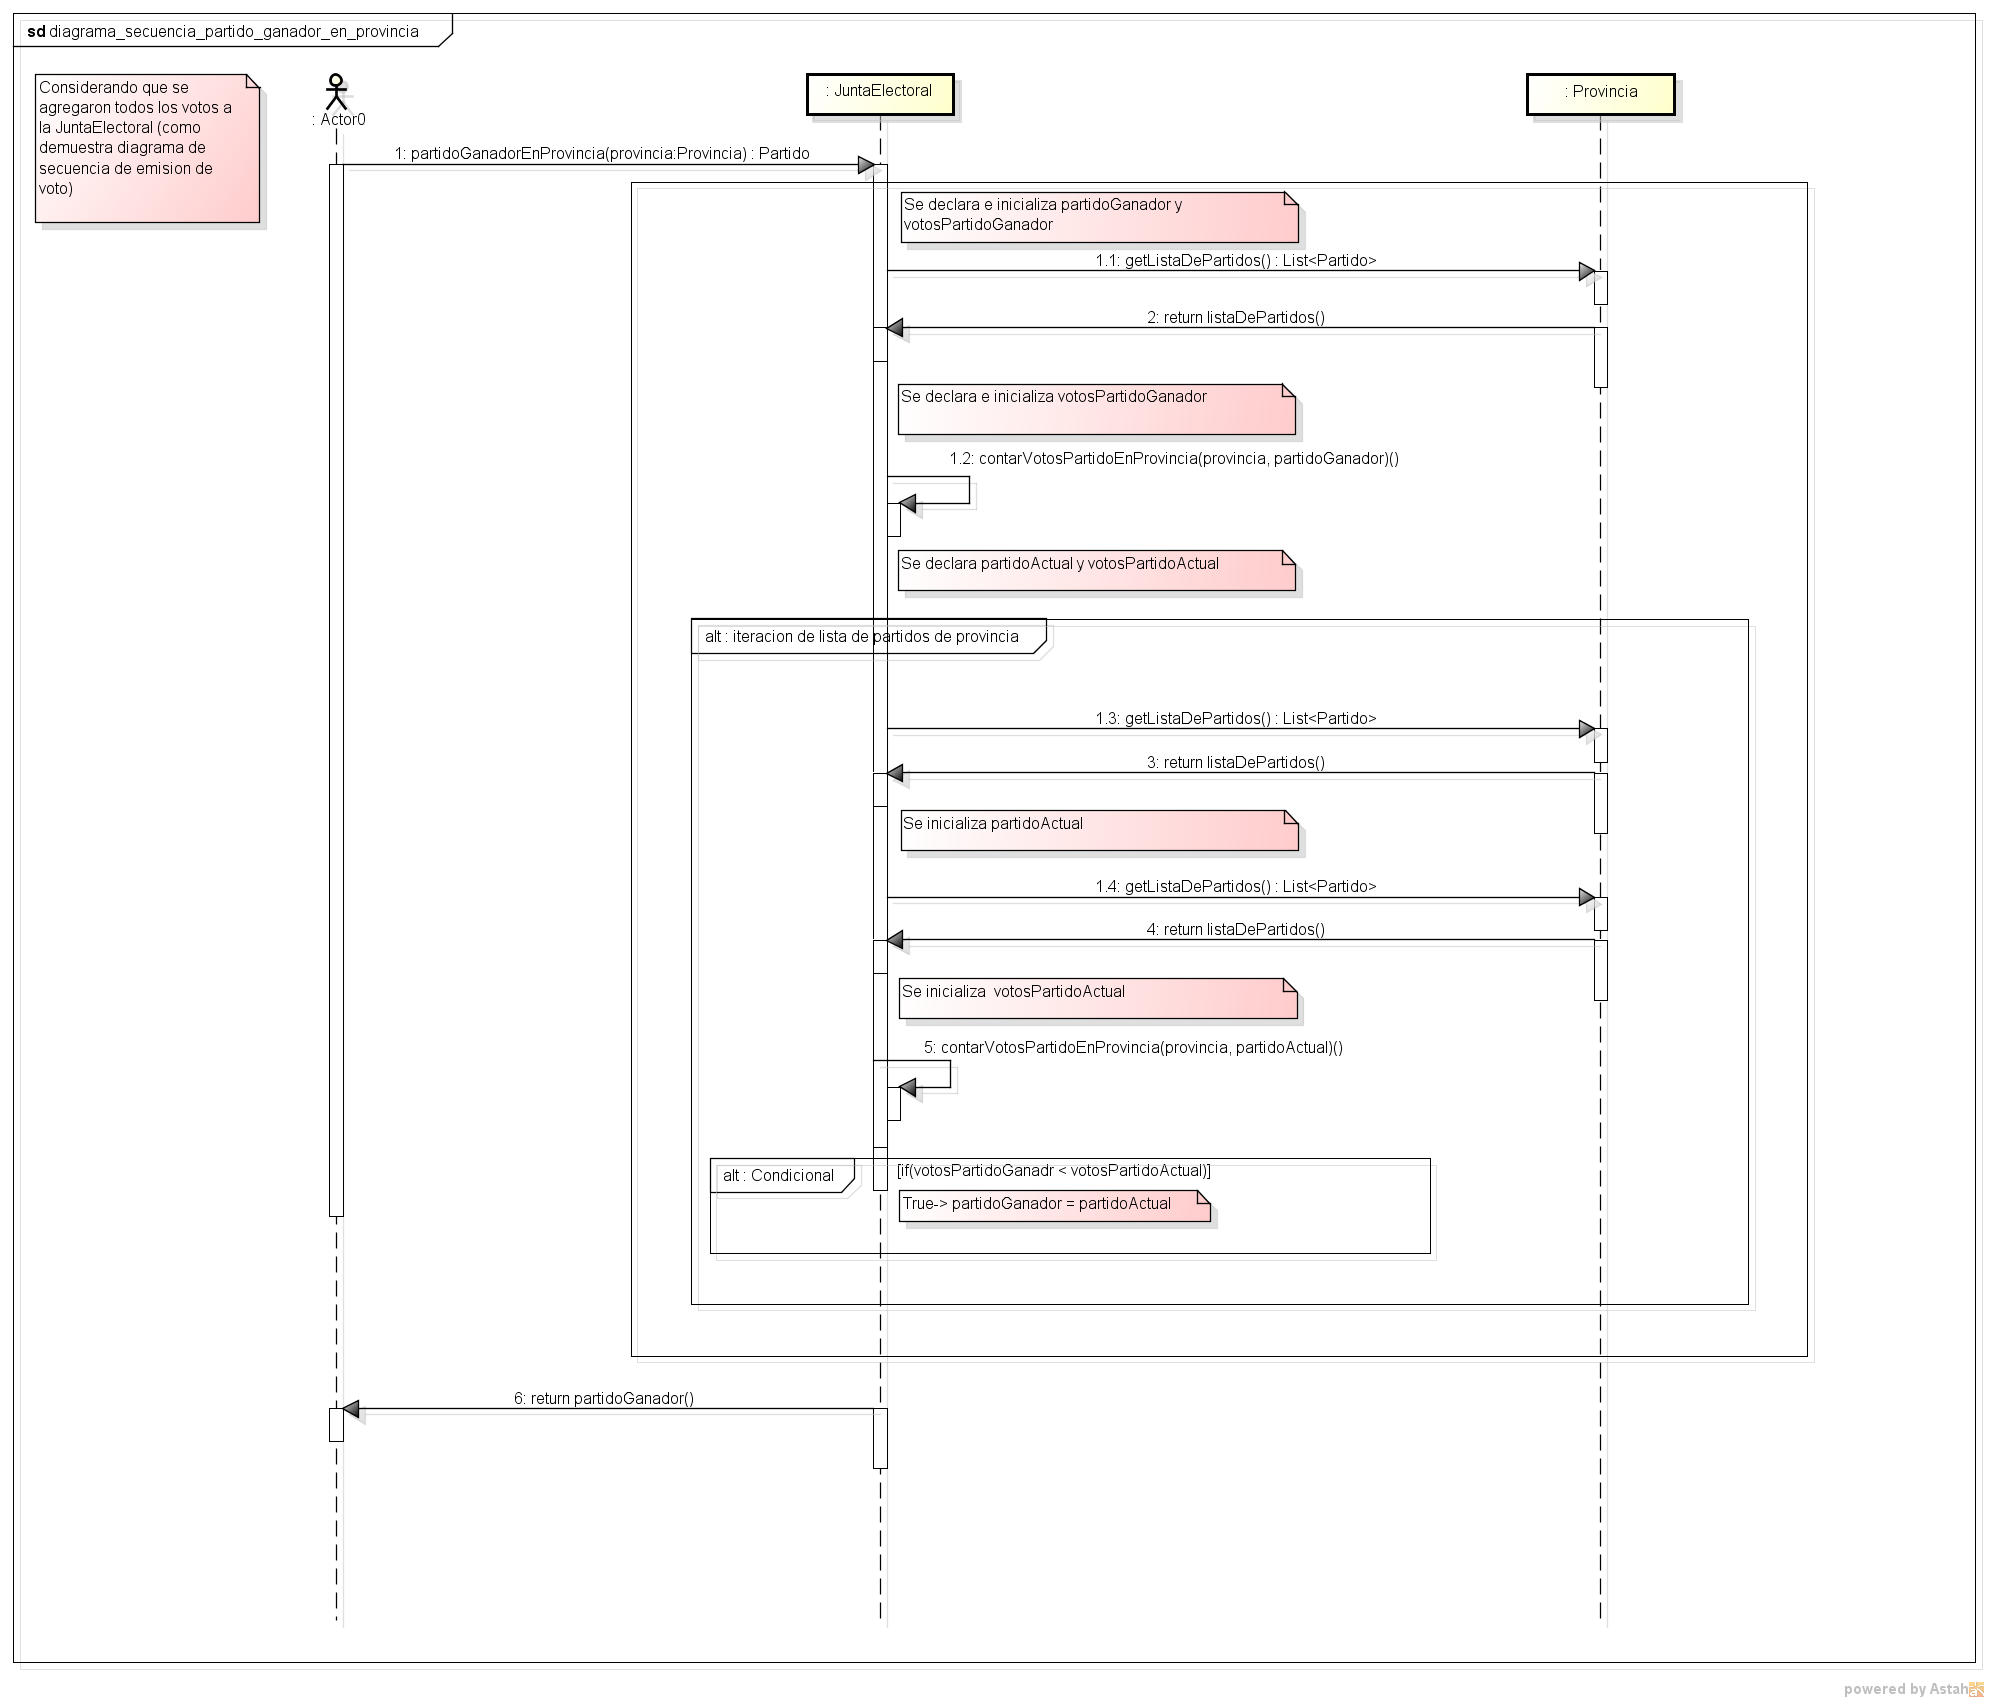 sd diagrama_secuencia_partido_ganador_en_provincia
Considerando que se
agregaron todos los votos a
la JuntaElectoral (como
demuestra diagrama de
secuencia de emision de
voto)
: Actor0
: JuntaElectoral
: Provincia
1: partidoGanadorEnProvincia(provincia:Provincia) : Partido
Se declara e inicializa partidoGanador y
votosPartidoGanador
1.1: getListaDePartidos() : List<Partido>
2: return listaDePartidos()
Se declara e inicializa votosPartidoGanador
1.2: contarVotosPartidoEnProvincia(provincia, partidoGanador)()
Se declara partidoActual y votosPartidoActual
alt : iteracion de lista de partidos de provincia
1.3: getListaDePartidos() : List<Partido>
3: return listaDePartidos()
Se inicializa partidoActual
1.4: getListaDePartidos() : List<Partido>
4: return listaDePartidos()
Se inicializa  votosPartidoActual
5: contarVotosPartidoEnProvincia(provincia, partidoActual)()
alt : Condicional
[if(votosPartidoGanadr < votosPartidoActual)]
True-> partidoGanador = partidoActual
6: return partidoGanador()
powered by Astah